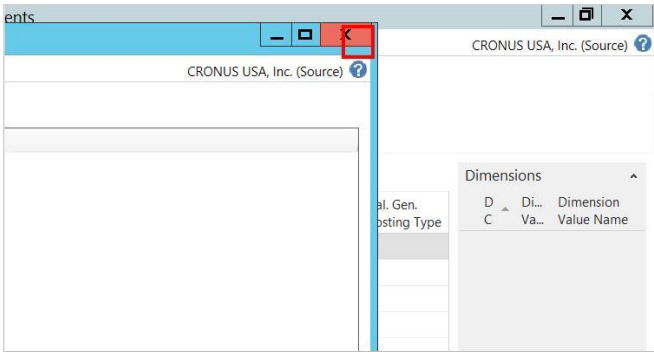 ents
CRONUS USA, Inc. (Source)
CRONUS USA, Inc. (Source)
Dimensions
al. Gen.
osting Type
D Di... Dimension
C Va... Value Name